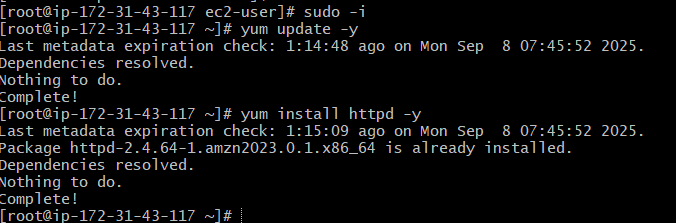 [root@ip-172-31-43-117 ec2-user]# sudo -i
[root@ip-172-31-43-117 ~]# yum update -y
Last metadata expiration check: 1:14:48 ago on Mon Sep  8 07:45:52 2025.
Dependencies resolved.
Nothing to do.
Complete!
[root@ip-172-31-43-117 ~]# yum install httpd -y
Last metadata expiration check: 1:15:09 ago on Mon Sep  8 07:45:52 2025.
Package httpd-2.4.64-1.amzn2023.0.1.x86_64 is already installed.
Dependencies resolved.
Nothing to do.
Complete!
[root@ip-172-31-43-117 ~]#